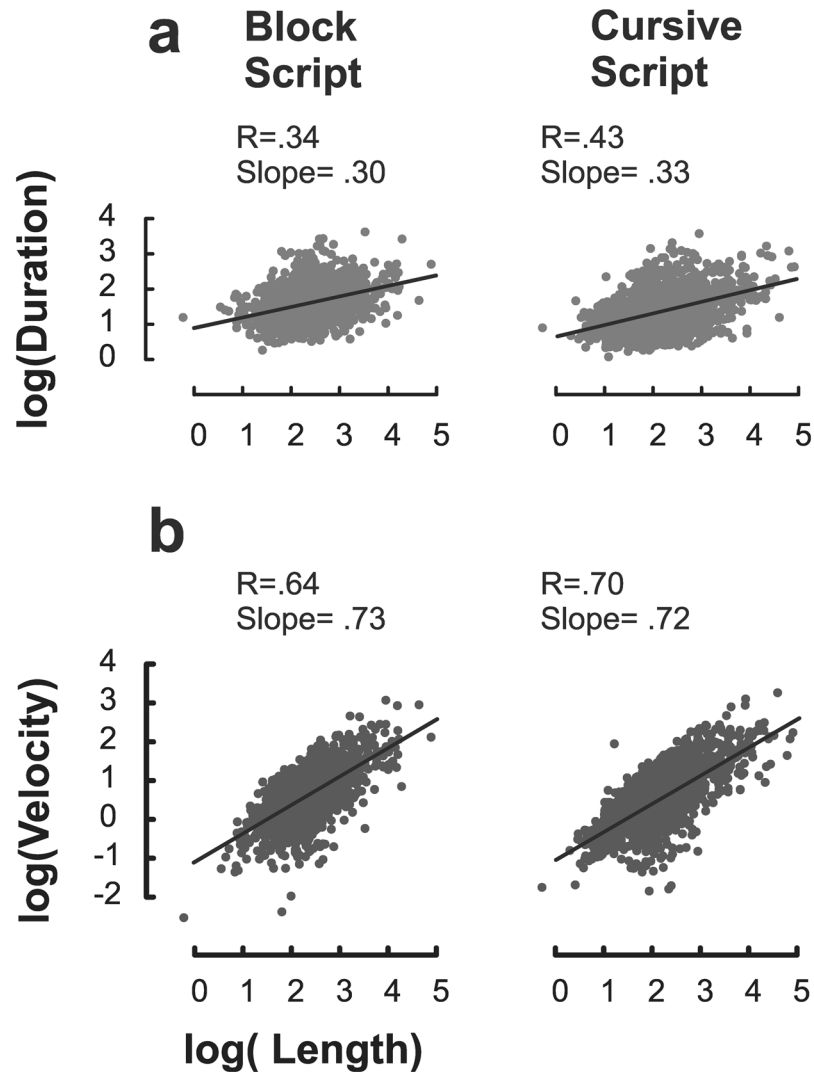 a
Block
Script
Cursive
Script
R=.34
Slope= .30
R=.43
Slope= .33
log(Duration)
4
3
2
1
0
0 1 2 3 4 5
0 1 2 3 4 5
b
R=.64
Slope= .73
R=.70
Slope= .72
log(Velocity)
4
3
2
1
0
-1
-2
0 1 2 3 4 5
0 1 2 3 4 5
log( Length)